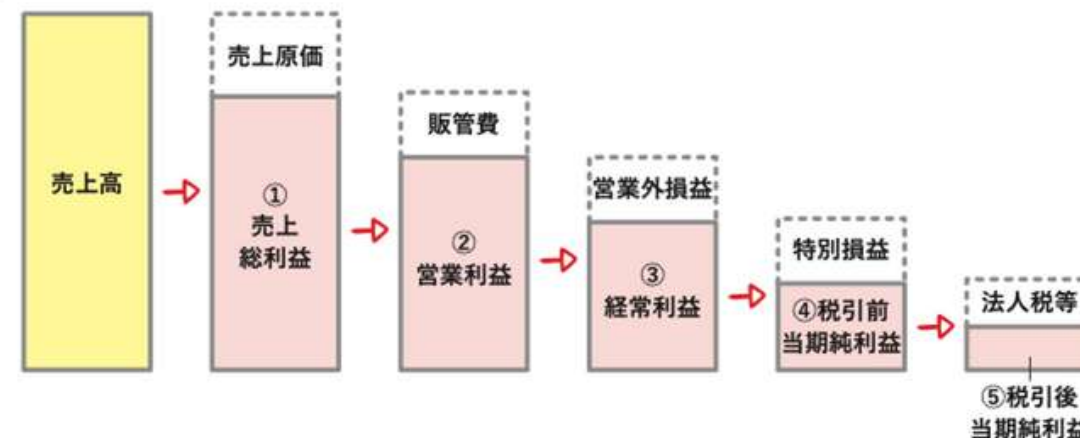 売上高
売上原価
①
売上
総利益
販管費
②
営業利益
営業外損益
③
経常利益
特別損益
④税引前
当期純利益
法人税等
⑤税引後
当期純利益